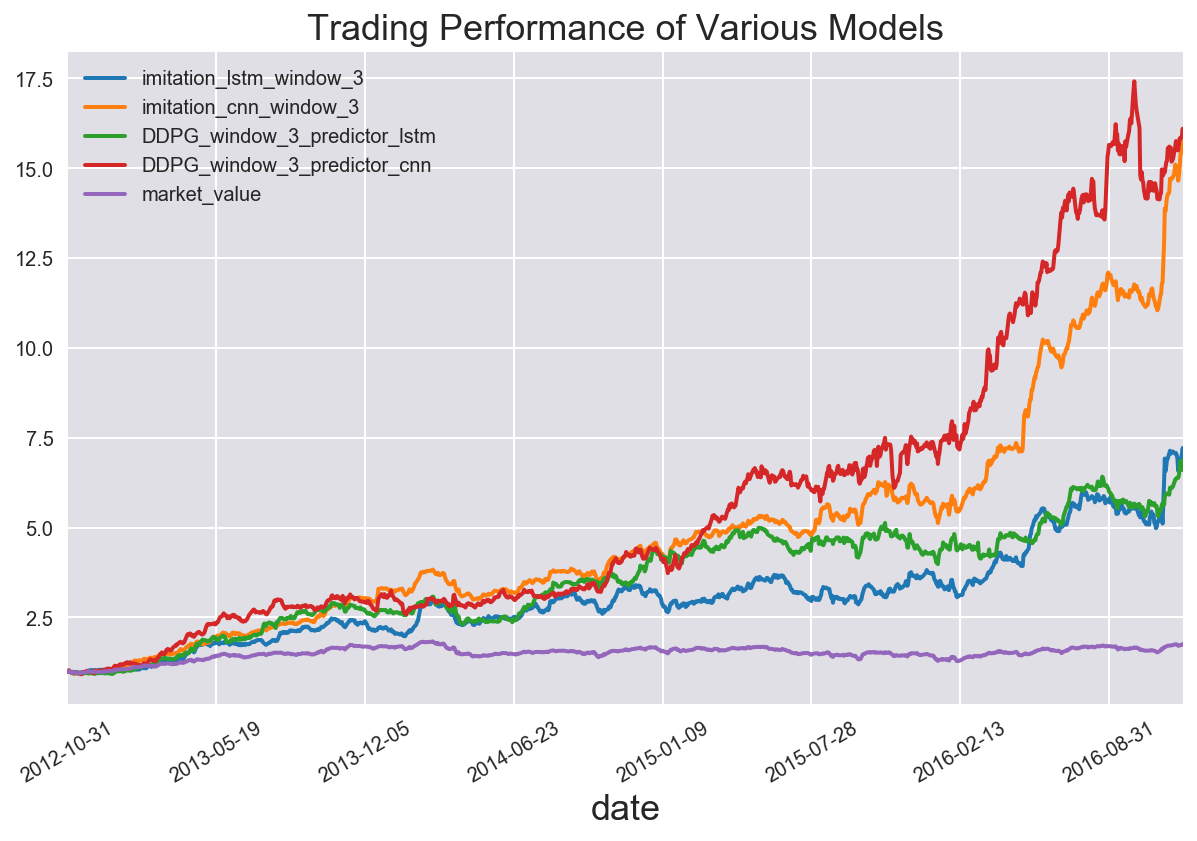 Trading Performance of Various Models
imitation_lstm_window_3
imitation_cnn_window_3
DDPG_window_3_predictor_lstm
DDPG_window_3_predictor_cnn
market_value
17.5
15.0
12.5
10.0
7.5
5.0
2.5
2012-10-31
2013-05-19
2013-12-05
2014-06-23
2015-01-09
2015-07-28
2016-02-13
2016-08-31
date